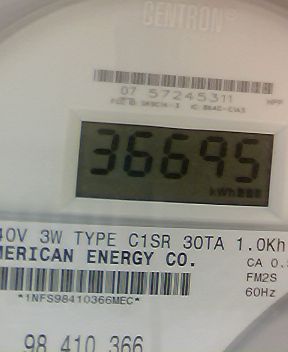 CENTRON®
07 57245311
36695
kWh
40V 3W TYPE C1SR 30TA 1.0Kh
MERICAN ENERGY CO.
CA 0.5
FM2S
*1NFS98410366MEC*
60Hz
98 410 366